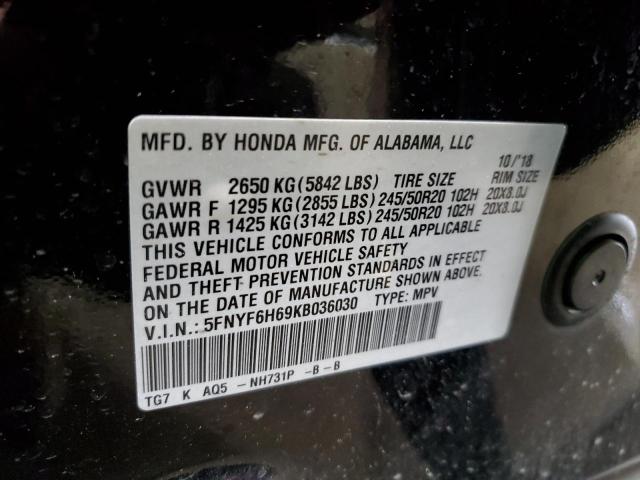 MFD. BY HONDA MFG. OF ALABAMA, LLC
10/'18
GVWR 2650 KG (5842 LBS) TIRE SIZE RIM SIZE
GAWR F 1295 KG (2855 LBS) 245/50R20 102H 20X8.0J
GAWR R 1425 KG (3142 LBS) 245/50R20 102H 20X8.0J
THIS VEHICLE CONFORMS TO ALL APPLICABLE
FEDERAL MOTOR VEHICLE SAFETY
AND THEFT PREVENTION STANDARDS IN EFFECT
ON THE DATE OF MANUFACTURE SHOWN ABOVE.
V.I.N.: 5FNYF6H69KB036030 TYPE: MPV
TG7 K AQ5 - NH731P - B - B